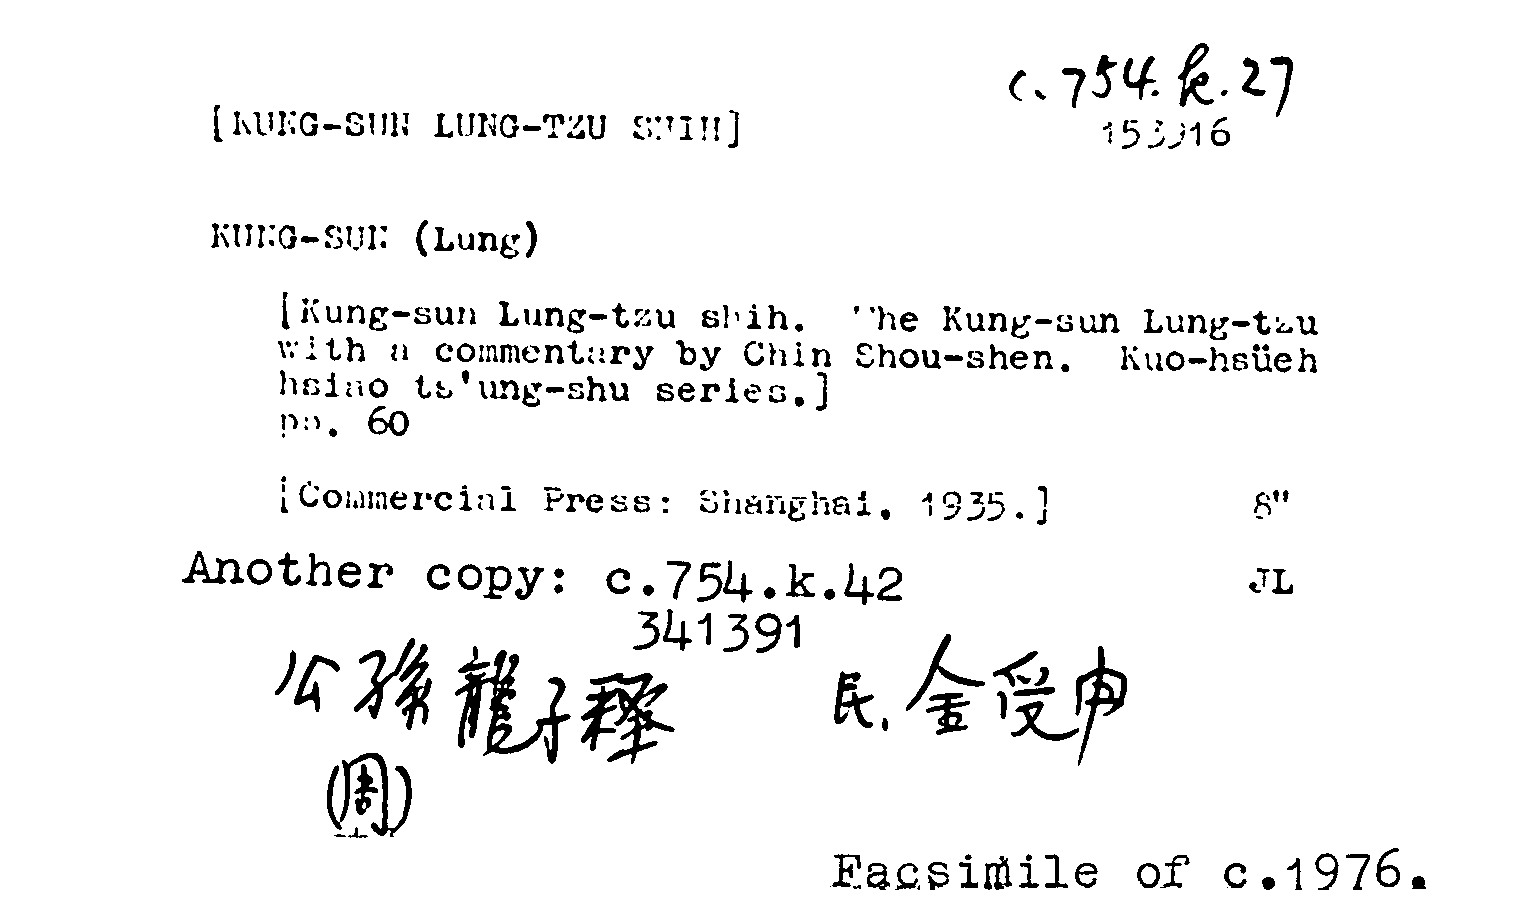 c.754.k.27
[KUNG-SUN LUNG-TZU SHIH]
KUNG-SUN (Lung)
[Kung-sun Lung-tzu shih. The Kung-sun Lung-tzu
with a commentary by Chin Shou-shen. Kuo-hsüeh
hsiao ts'ung-shu series.]
pp. 60
[Commercial Press: Shanghai, 1935.] 8"
Another copy: c.754.k.42 JL
341391
公孫龍子釋 民. 金受申
(周)
Facsimile of c.1976.